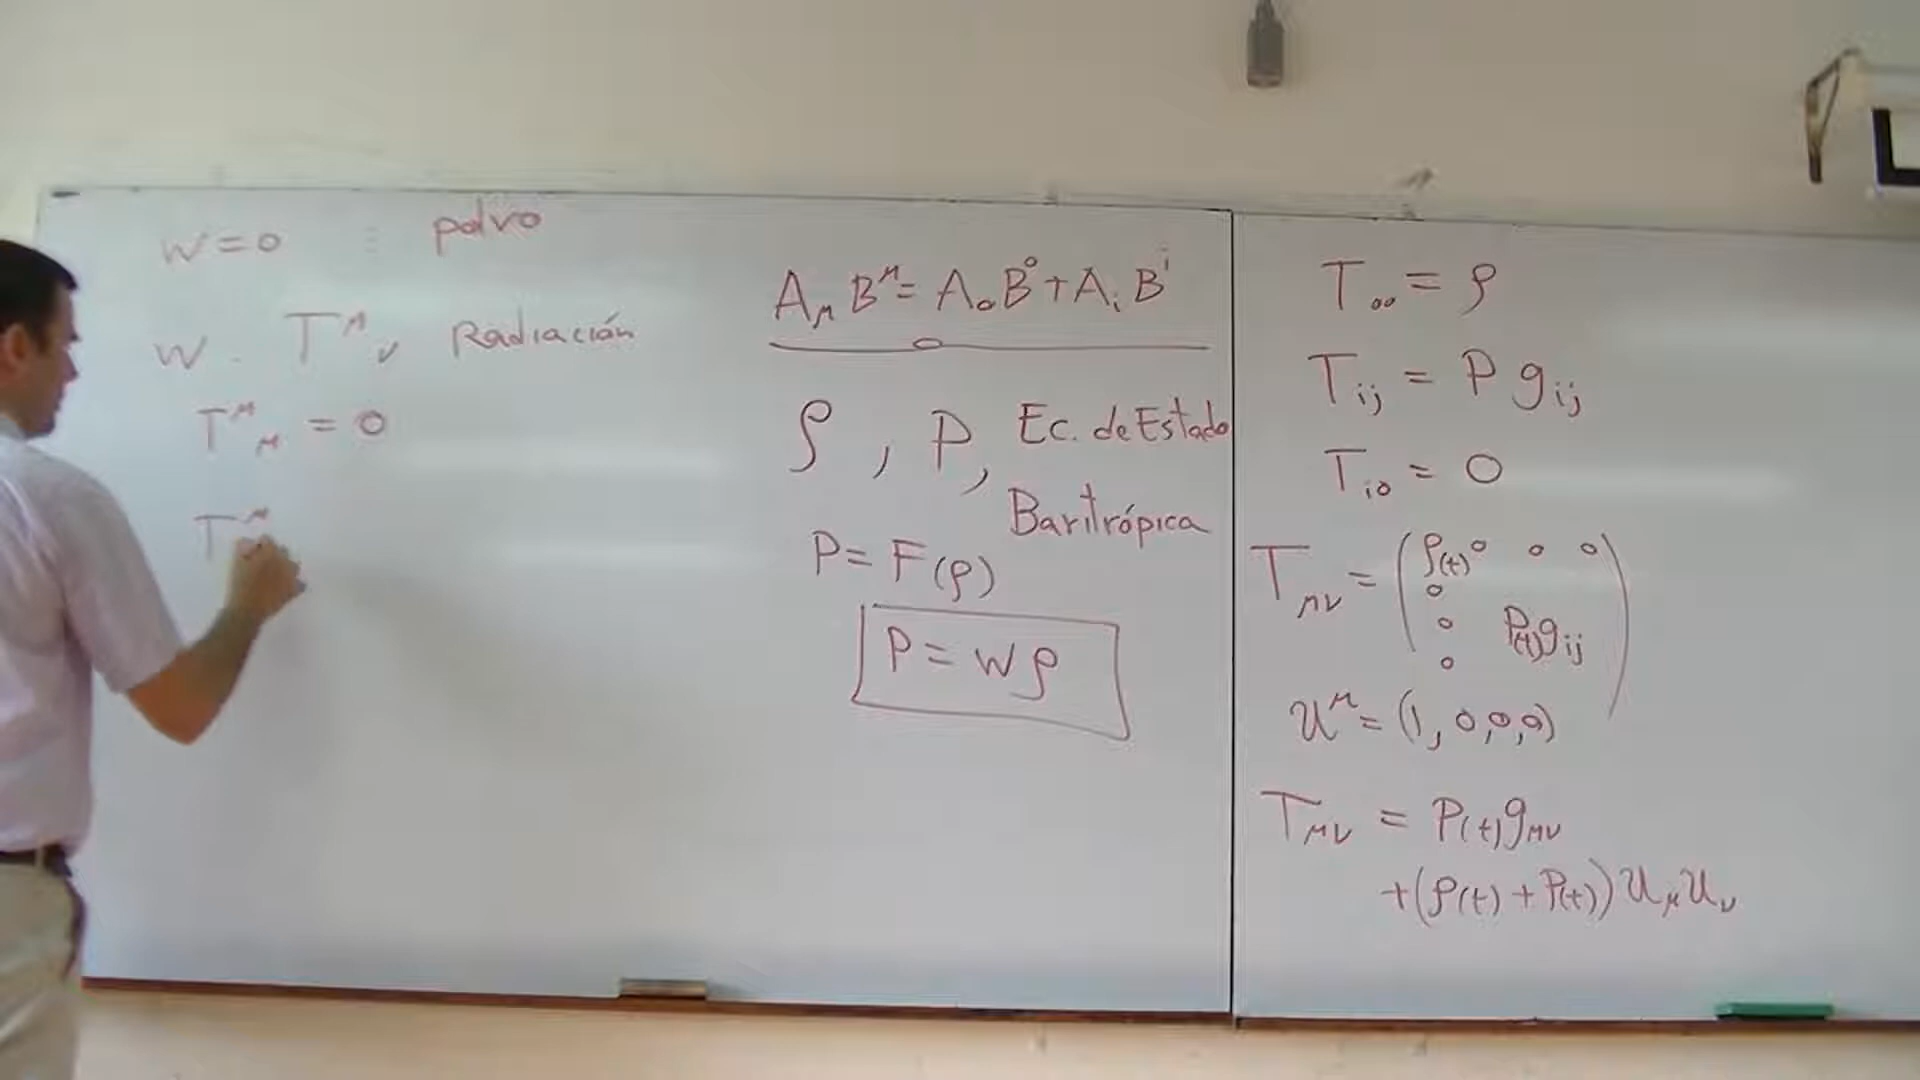 W=0 : polvo
W . T^μ_ν Radiación
T^μ_μ = 0
T^μ
A_μ B^μ = A_0 B^0 + A_i B^i
ρ , P, Ec. de Estado
Baritrópica
P = F(ρ)
P = Wρ
T_00 = ρ
T_ij = P g_ij
T_i0 = 0
T_μν = ( ρ(t) 0 0 0
0
0 P(t) g_ij
0 )
U^μ = (1, 0,0,0)
T_μν = P(t) g_μν
+ (ρ(t) + P(t)) U_μ U_ν